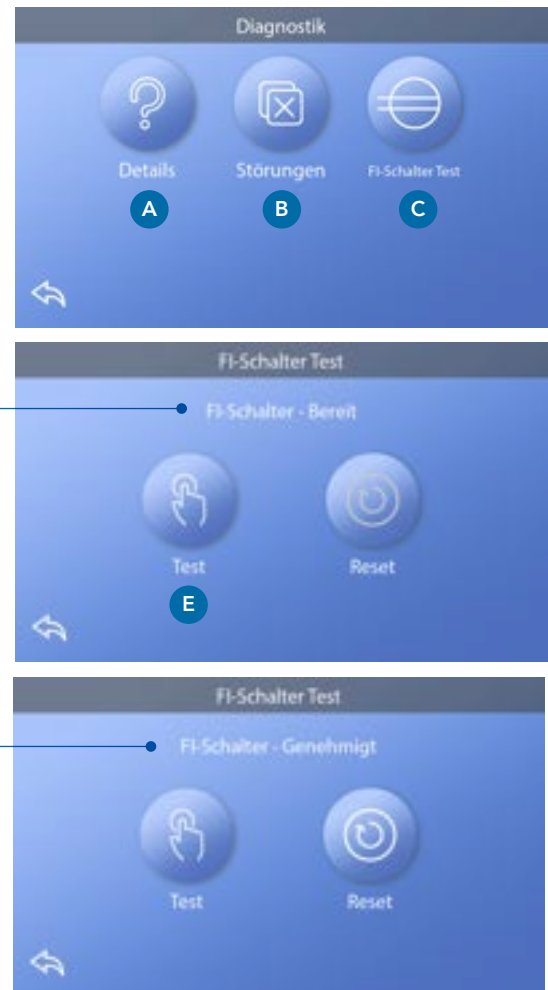 Diagnostik
Details Störungen FI-Schalter Test
A B C
FI-Schalter Test
FI-Schalter - Bereit
Test Reset
E
FI-Schalter Test
FI-Schalter - Genehmigt
Test Reset